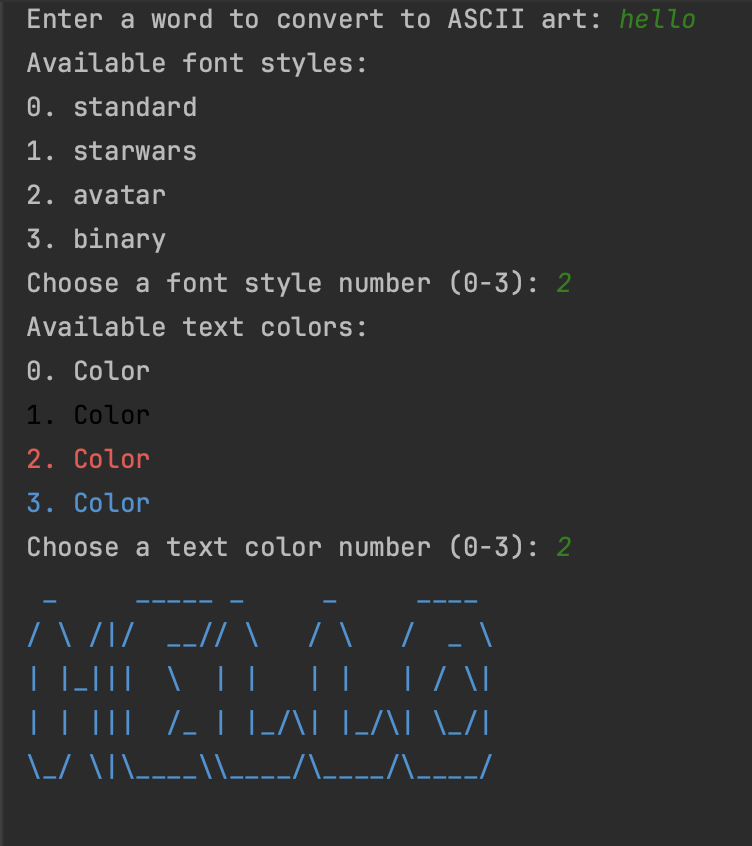 Enter a word to convert to ASCII art: hello
Available font styles:
0. standard
1. starwars
2. avatar
3. binary
Choose a font style number (0-3): 2
Available text colors:
0. Color
1. Color
2. Color
3. Color
Choose a text color number (0-3): 2
 _     _____ _     _     ____
/ \ /|/  __// \   / \   /  _ \
| |_|||  \  | |   | |   | / \|
| | |||  /_ | |_/\| |_/\| \_/|
\_/ \|\____\\____/\____/\____/